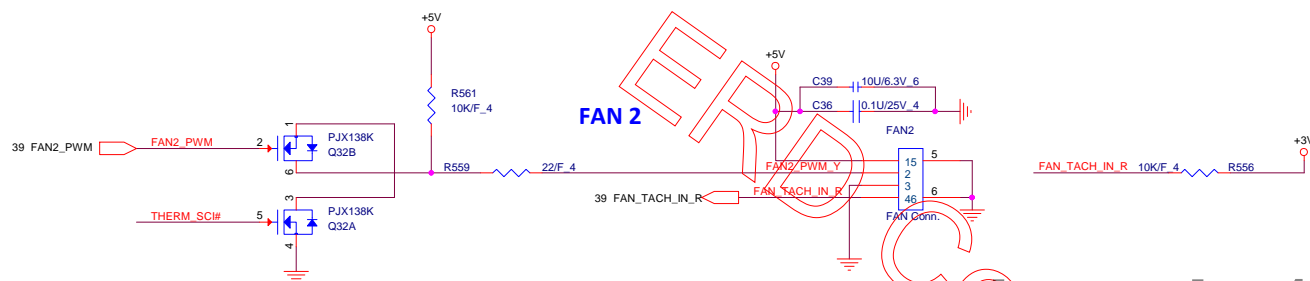 +5V
R561
10K/F_4
39 FAN2_PWM
FAN2_PWM
2
1
6
PJX138K
Q32B
THERM_SCI#
5
3
4
PJX138K
Q32A
R559
22/F_4
FAN 2
+5V
C39
10U/6.3V_6
C36
0.1U/25V_4
FAN2
FAN2_PWM_Y
39 FAN_TACH_IN_R
FAN_TACH_IN_R
15
2
3
46
5
6
FAN Conn.
FAN_TACH_IN_R
10K/F_4
R556
+3V
ERD